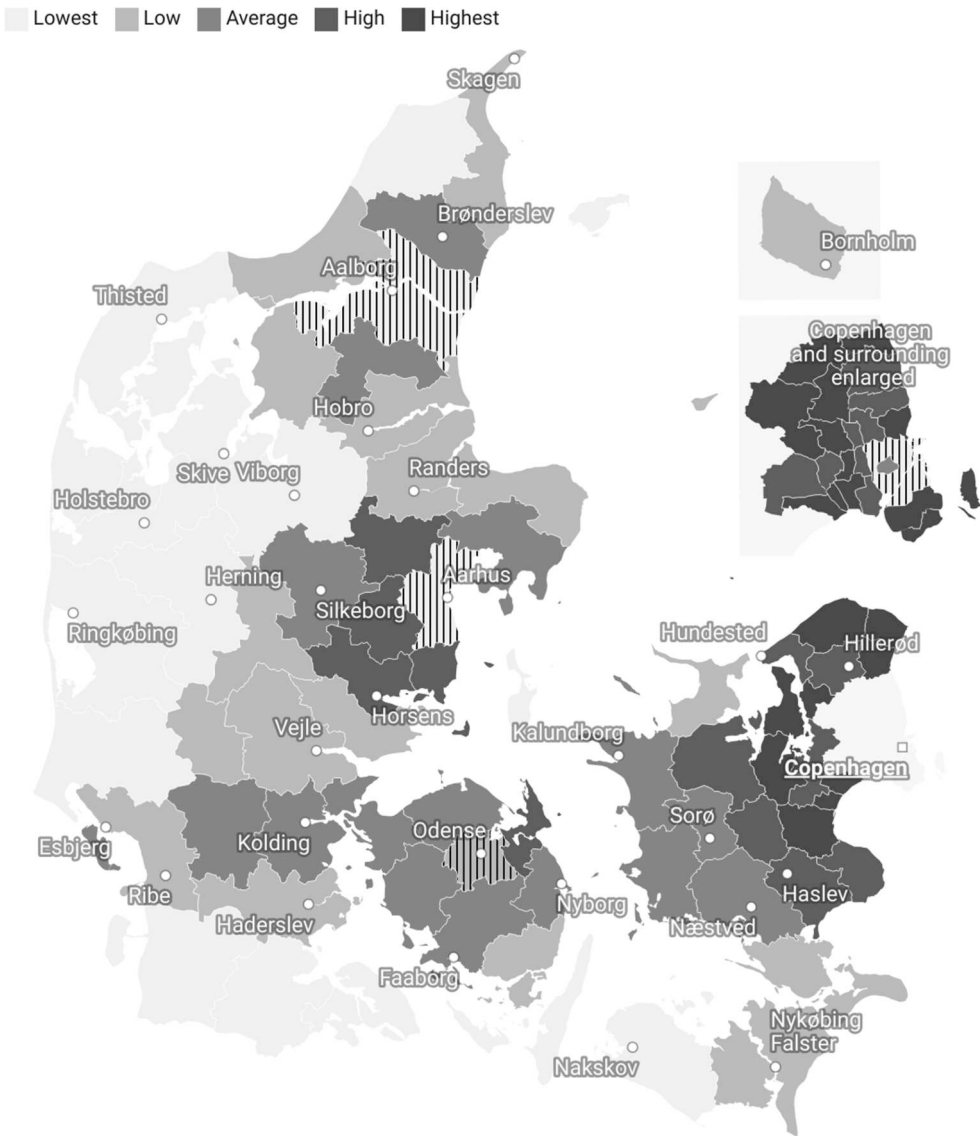 Lowest Low Average High Highest
Skagen
Brønderslev
Bornholm
Aalborg
Thisted
Copenhagen
and surrounding
enlarged
Hobro
Skive Viborg
Randers
Holstebro
Herning
Aarhus
Silkeborg
Ringkøbing
Hundested
Hillerød
Horsens
Vejle
Kalundborg
Copenhagen
Sorø
Odense
Kolding
Esbjerg
Ribe
Haslev
Nyborg
Haderslev
Næstved
Faaborg
Nykøbing
Falster
Nakskov